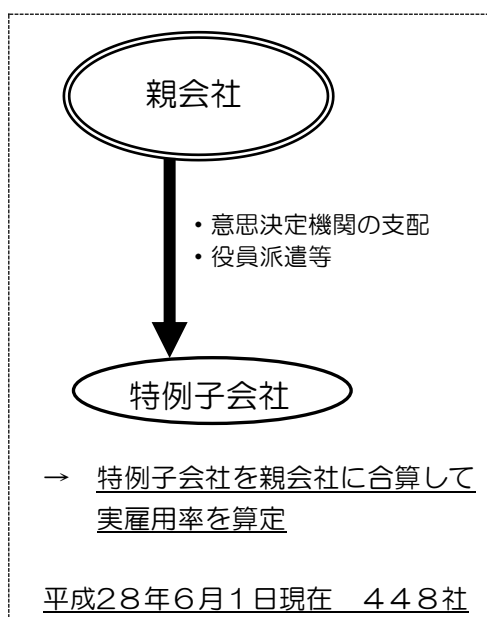 親会社
・意思決定機関の支配
・役員派遣等
特例子会社
→　特例子会社を親会社に合算して
実雇用率を算定
平成２８年６月１日現在　４４８社